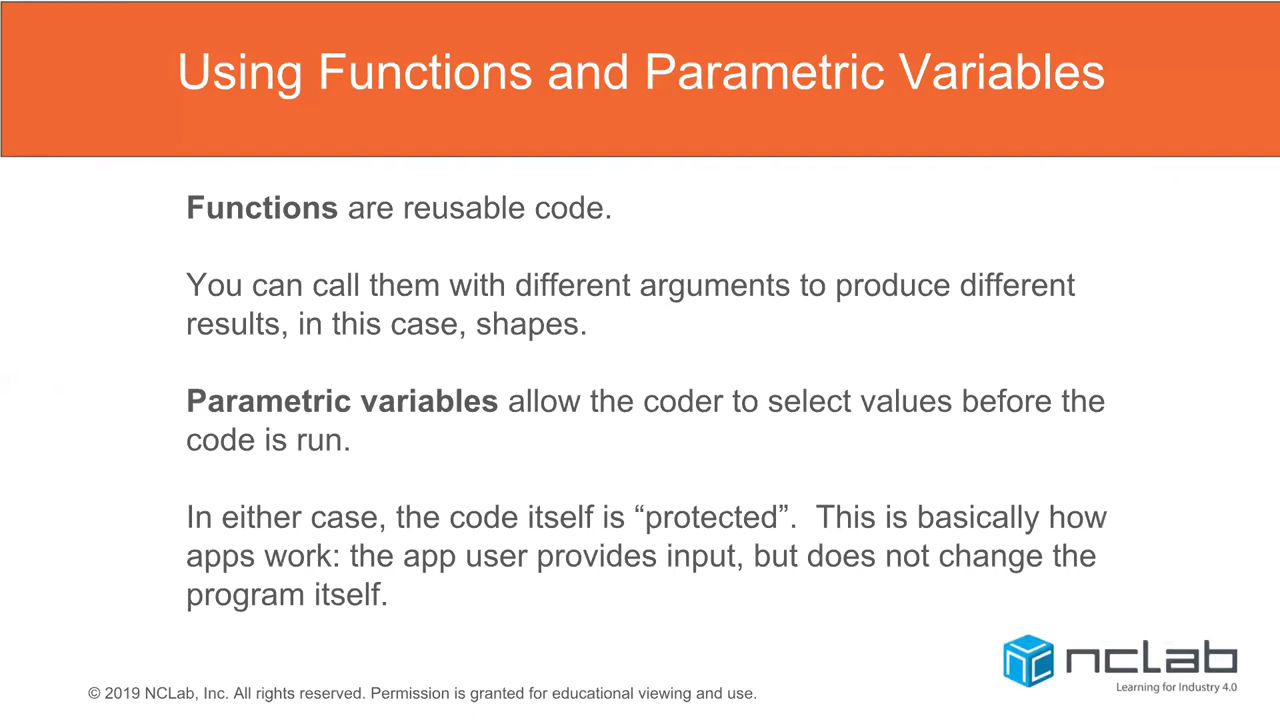 Using Functions and Parametric Variables
Functions are reusable code.
You can call them with different arguments to produce different
results, in this case, shapes.
Parametric variables allow the coder to select values before the
code is run.
In either case, the code itself is “protected”.  This is basically how
apps work: the app user provides input, but does not change the
program itself.
nclab
Learning for Industry 4.0
© 2019 NCLab, Inc. All rights reserved. Permission is granted for educational viewing and use.